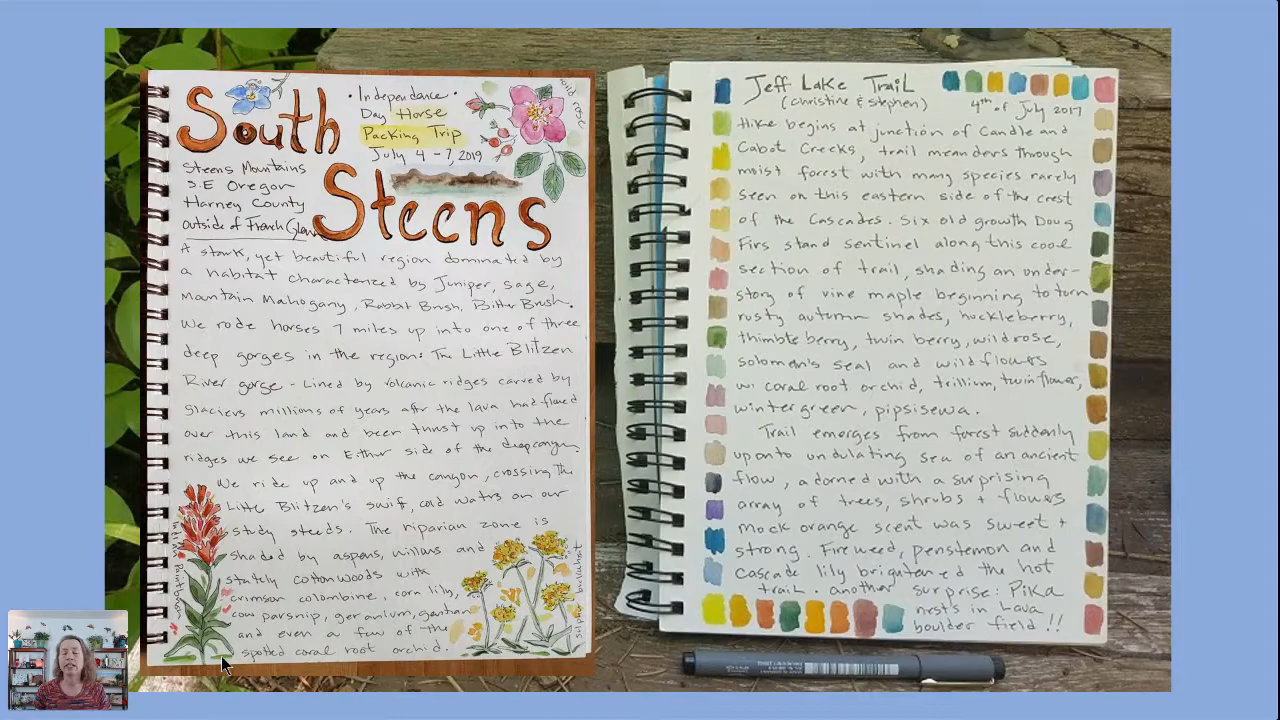 South
Steens
• Independence •
Day Horse
Packing Trip
July 4 - 7, 2019
Steens Mountains
S.E Oregon
Harney County
outside of French Glen
A stark, yet beautiful region dominated by
a habitat characterized by Juniper, Sage,
mountain Mahogany, Rabbit Brush, Bitter Brush.
We rode horses 7 miles up into one of three
deep gorges in the region. The Little Blitzen
River gorge - Lined by volcanic ridges carved by
glaciers millions of years after the lava had flowed
over this land and been thrust up into the
ridges we see on Either side of the deep canyon.
We ride up and up the canyon, crossing the
Little Blitzen's swift cold waters on our
steeds. The riparian zone is
shaded by aspens, willows and
stately cottonwoods with
crimson columbine, corn lily,
cow parsnip, geranium, sage
and even a few of the
spotted coral root orchid.
Jeff Lake Trail
(christine & stephen)
4th of July 2017
Hike begins at junction of Candle and
Cabot Creeks, trail meanders through
moist forest with many species rarely
seen on this eastern side of the crest
of the Cascades. Six old growth Doug
Firs stand sentinel along this cool
section of trail shading an under-
story of vine maple beginning to turn
rusty autumn shades, huckleberry,
thimble berry, twin berry, wild rose,
solomon's seal and wild flowers
w/ coral root orchid, trillium, twin flower,
wintergreen, pipsisewa.
Trail emerges from forest suddenly
upon to undulating sea of an ancient
flow, adorned with a surprising
array of trees, shrubs + flowers
mock orange scent was sweet +
strong. Fireweed, penstemon and
Cascade lily brightened the hot
trail. another surprise: Pika
nests in Lava
boulder field !!